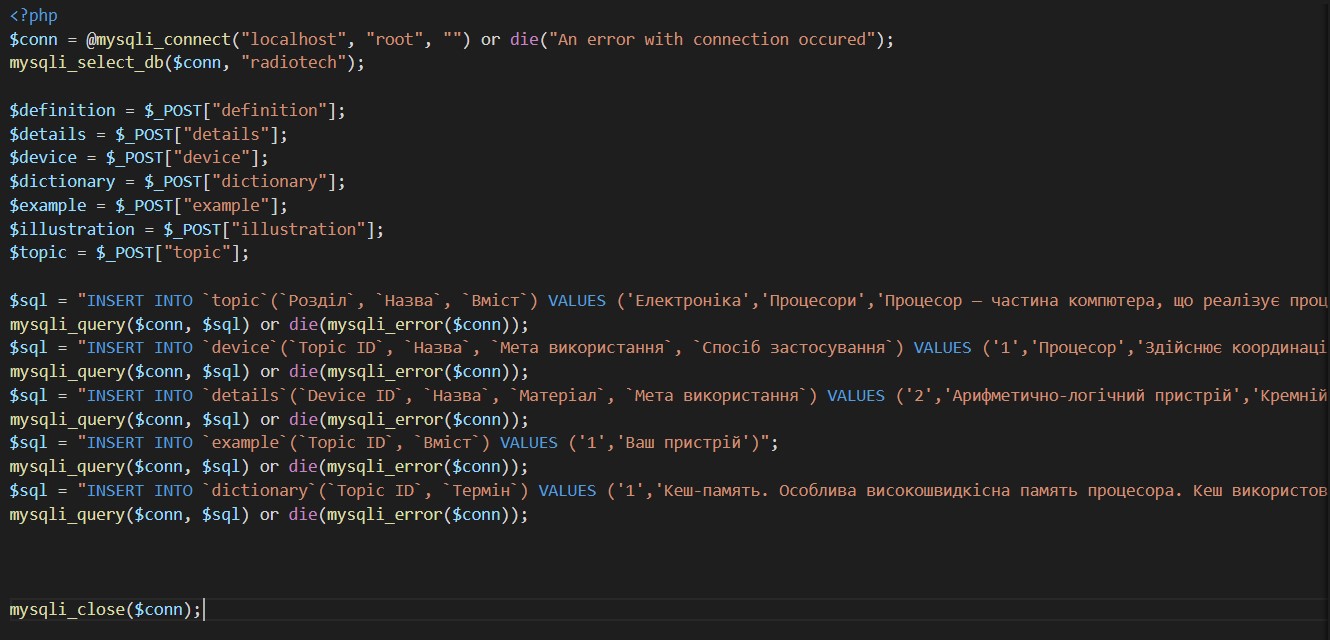 <?php
$conn = @mysqli_connect("localhost", "root", "") or die("An error with connection occured");
mysqli_select_db($conn, "radiotech");
$definition = $_POST["definition"];
$details = $_POST["details"];
$device = $_POST["device"];
$dictionary = $_POST["dictionary"];
$example = $_POST["example"];
$illustration = $_POST["illustration"];
$topic = $_POST["topic"];
$sql = "INSERT INTO `topic`(`Розділ`, `Назва`, `Вміст`) VALUES ('Електроніка','Процесори','Процесор — частина компютера, що реалізує проц
mysqli_query($conn, $sql) or die(mysqli_error($conn));
$sql = "INSERT INTO `device`(`Topic ID`, `Назва`, `Мета використання`, `Спосіб застосування`) VALUES ('1','Процесор','Здійснює координаці
mysqli_query($conn, $sql) or die(mysqli_error($conn));
$sql = "INSERT INTO `details`(`Device ID`, `Назва`, `Матеріал`, `Мета використання`) VALUES ('2','Арифметично-логічний пристрій','Кремній
mysqli_query($conn, $sql) or die(mysqli_error($conn));
$sql = "INSERT INTO `example`(`Topic ID`, `Вміст`) VALUES ('1','Ваш пристрій')";
mysqli_query($conn, $sql) or die(mysqli_error($conn));
$sql = "INSERT INTO `dictionary`(`Topic ID`, `Термін`) VALUES ('1','Кеш-память. Особлива високошвидкісна память процесора. Кеш використов
mysqli_query($conn, $sql) or die(mysqli_error($conn));
mysqli_close($conn);